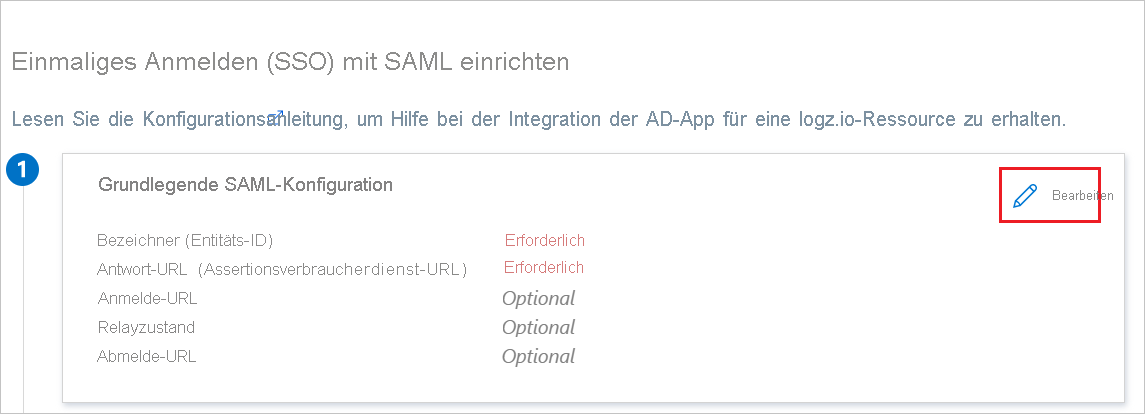 Einmaliges Anmelden (SSO) mit SAML einrichten
Lesen Sie die Konfigurationsanleitung, um Hilfe bei der Integration der AD-App für eine logz.io-Ressource zu erhalten.
1
Grundlegende SAML-Konfiguration
Bearbeiten
Bezeichner (Entitäts-ID) Erforderlich
Antwort-URL (Assertionsverbraucherdienst-URL) Erforderlich
Anmelde-URL Optional
Relayzustand Optional
Abmelde-URL Optional